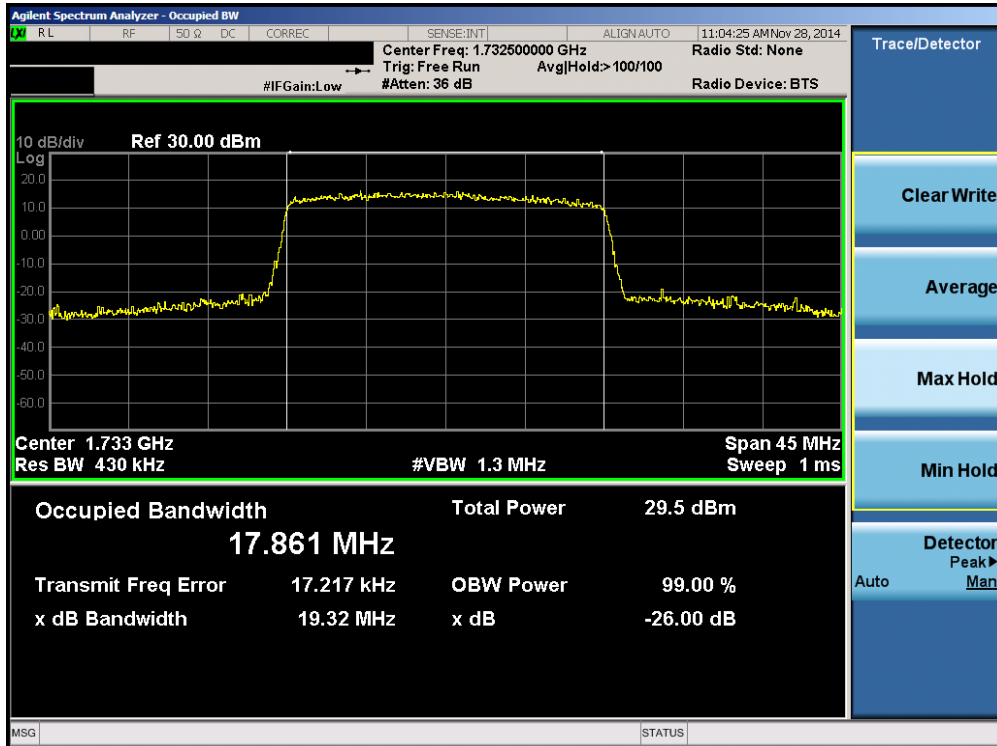 Agilent Spectrum Analyzer - Occupied BW
LXI RL RF 50 Ω DC CORREC SENSE:INT ALIGN AUTO 11:04:25 AM Nov 28, 2014
Center Freq: 1.732500000 GHz Radio Std: None
Trig: Free Run Avg|Hold:>100/100
#IFGain:Low #Atten: 36 dB Radio Device: BTS
10 dB/div Ref 30.00 dBm
Log
20.0
10.0
0.00
-10.0
-20.0
-30.0
-40.0
-50.0
-60.0
Center 1.733 GHz Span 45 MHz
Res BW 430 kHz #VBW 1.3 MHz Sweep 1 ms
Occupied Bandwidth Total Power 29.5 dBm
17.861 MHz
Transmit Freq Error 17.217 kHz OBW Power 99.00 %
x dB Bandwidth 19.32 MHz x dB -26.00 dB
MSG STATUS
Trace/Detector
Clear Write
Average
Max Hold
Min Hold
Detector
Peak▶
Auto Man